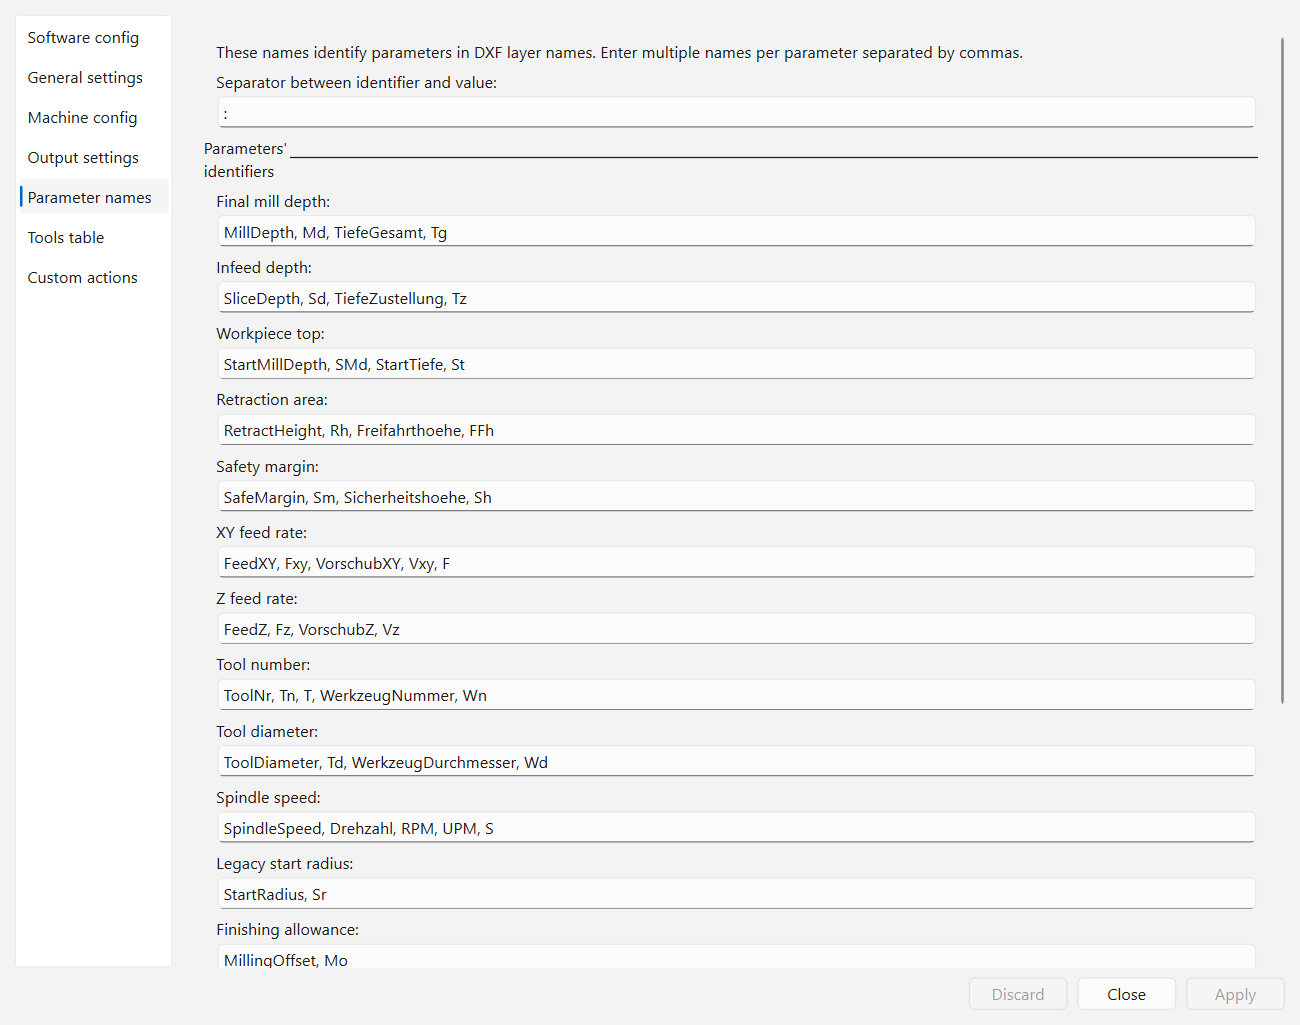 Software config
General settings
Machine config
Output settings
Parameter names
Tools table
Custom actions
These names identify parameters in DXF layer names. Enter multiple names per parameter separated by commas.
Separator between identifier and value:
:
Parameters'
identifiers
Final mill depth:
MillDepth, Md, TiefeGesamt, Tg
Infeed depth:
SliceDepth, Sd, TiefeZustellung, Tz
Workpiece top:
StartMillDepth, SMd, StartTiefe, St
Retraction area:
RetractHeight, Rh, Freifahrthoehe, FFh
Safety margin:
SafeMargin, Sm, Sicherheitshoehe, Sh
XY feed rate:
FeedXY, Fxy, VorschubXY, Vxy, F
Z feed rate:
FeedZ, Fz, VorschubZ, Vz
Tool number:
ToolNr, Tn, T, WerkzeugNummer, Wn
Tool diameter:
ToolDiameter, Td, WerkzeugDurchmesser, Wd
Spindle speed:
SpindleSpeed, Drehzahl, RPM, UPM, S
Legacy start radius:
StartRadius, Sr
Finishing allowance:
MillingOffset, Mo
Discard
Close
Apply